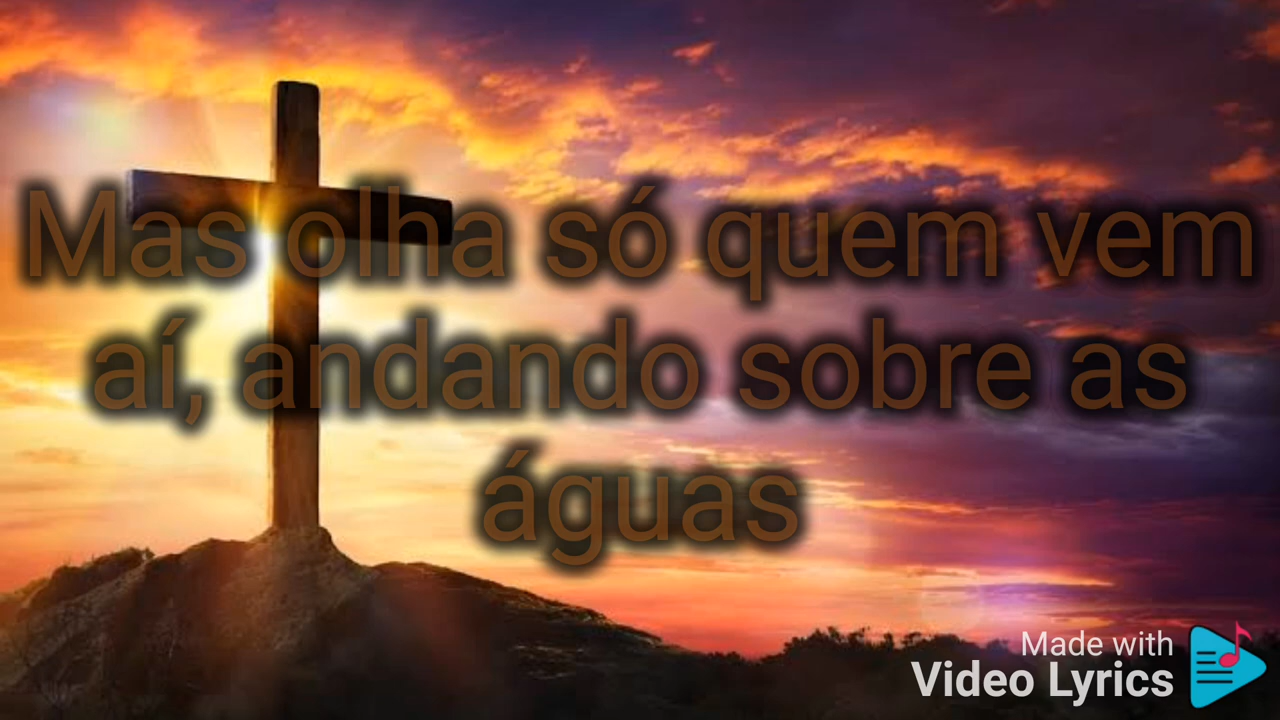 Mas olha só quem vem
aí, andando sobre as
águas
Made with
Video Lyrics